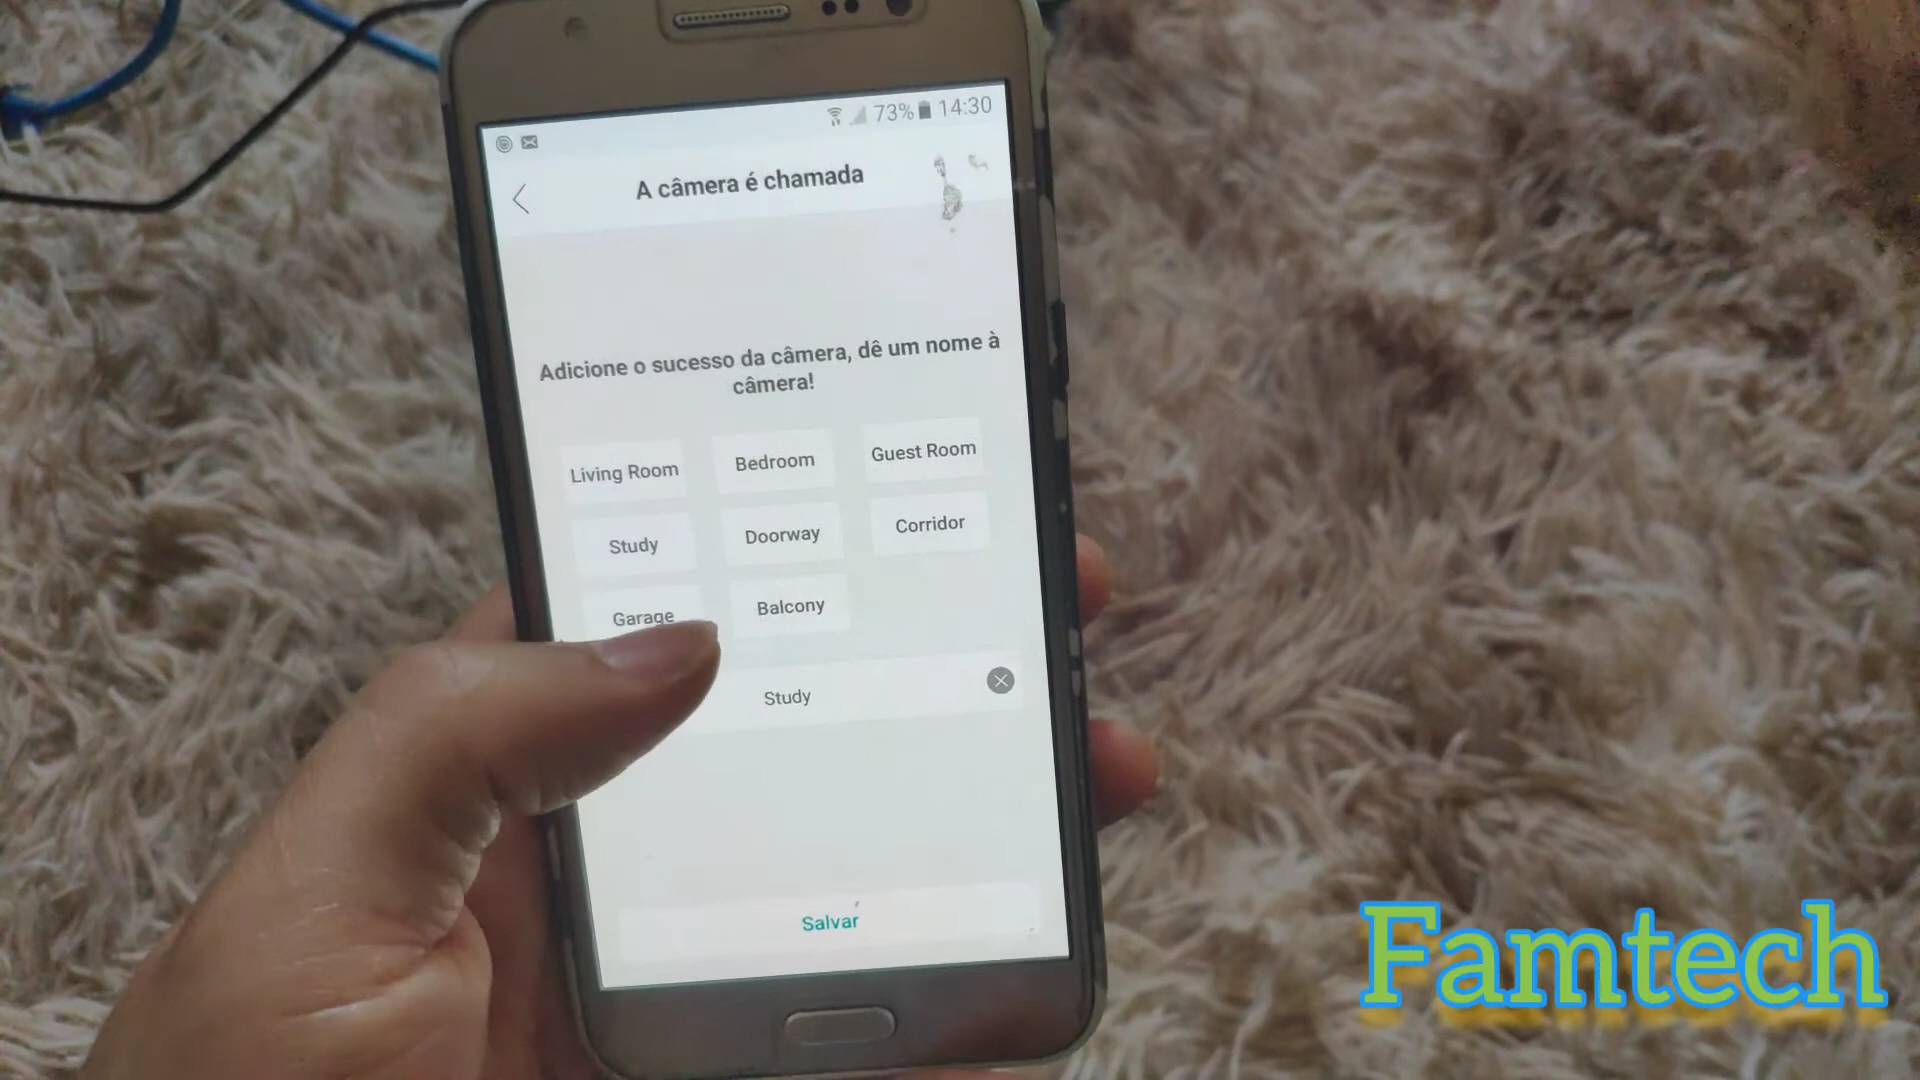 73% 14:30
A câmera é chamada
Adicione o sucesso da câmera, dê um nome à
câmera!
Living Room Bedroom Guest Room
Study Doorway Corridor
Garage Balcony
Study
Salvar
Famtech